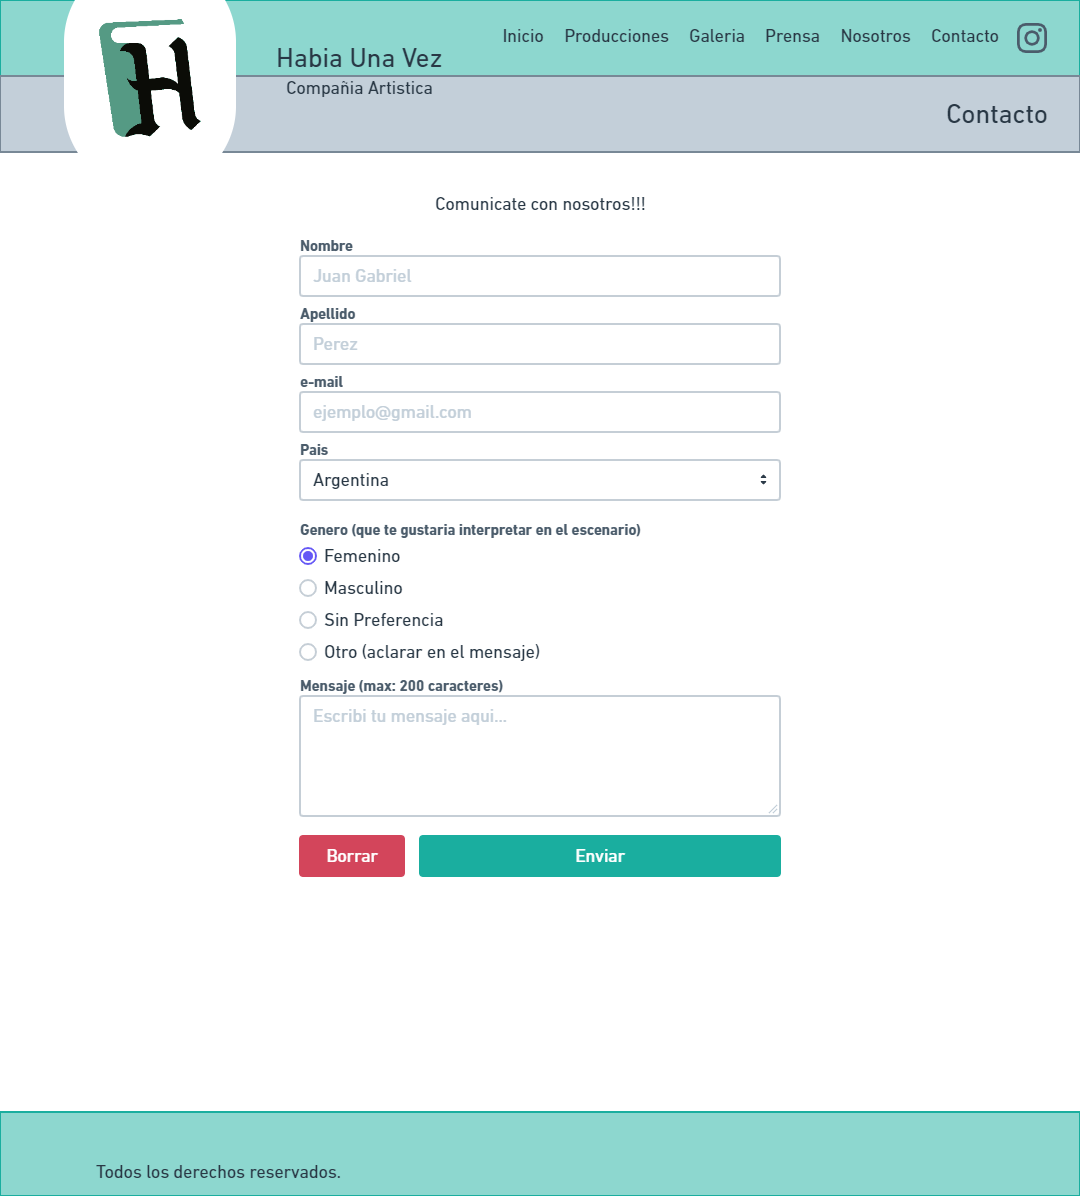 H
Habia Una Vez
Compañia Artistica
Inicio Producciones Galeria Prensa Nosotros Contacto
Contacto
Comunicate con nosotros!!!
Nombre
Juan Gabriel
Apellido
Perez
e-mail
ejemplo@gmail.com
Pais
Argentina
Genero (que te gustaria interpretar en el escenario)
Femenino
Masculino
Sin Preferencia
Otro (aclarar en el mensaje)
Mensaje (max: 200 caracteres)
Escribi tu mensaje aqui...
Borrar Enviar
Todos los derechos reservados.